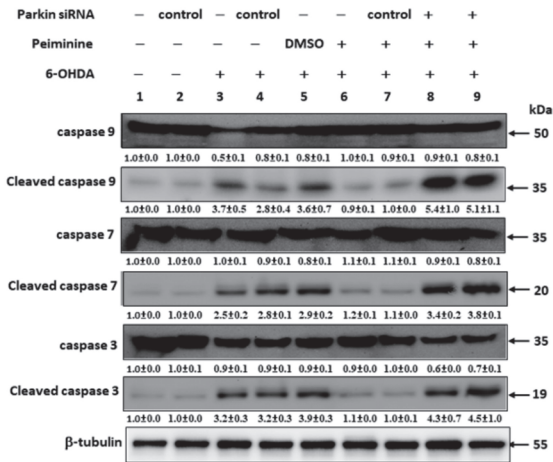 Parkin siRNA – control – control – – control + +
Peiminine – – – – DMSO + + + +
6-OHDA – – + + + + + + +
1 2 3 4 5 6 7 8 9 kDa
caspase 9 50
1.0±0.0 1.0±0.0 0.5±0.1 0.8±0.1 0.8±0.1 1.0±0.1 0.9±0.1 0.9±0.1 0.8±0.1
Cleaved caspase 9 35
1.0±0.0 1.0±0.0 3.7±0.5 2.8±0.4 3.6±0.7 0.9±0.1 1.0±0.0 5.4±1.0 5.1±1.1
caspase 7 35
1.0±0.0 1.0±0.0 1.0±0.1 0.9±0.1 0.8±0.1 1.1±0.1 1.1±0.1 0.9±0.1 0.8±0.1
Cleaved caspase 7 20
1.0±0.0 1.0±0.0 2.5±0.2 2.8±0.1 2.9±0.2 1.2±0.1 1.1±0.0 3.4±0.2 3.8±0.1
caspase 3 35
1.0±0.0 1.0±0.1 0.9±0.1 0.9±0.1 0.9±0.1 0.9±0.0 0.9±0.1 0.6±0.0 0.7±0.1
Cleaved caspase 3 19
1.0±0.0 1.0±0.0 3.2±0.3 3.2±0.3 3.9±0.3 1.1±0.0 1.0±0.1 4.3±0.7 4.5±1.0
β-tubulin 55